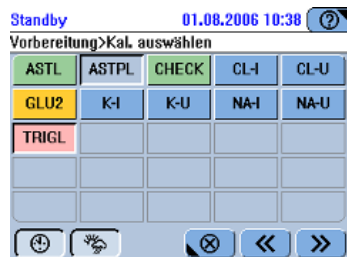 Standby 01.08.2006 10:38 ?
Vorbereitung>Kal. auswählen
ASTL ASTPL CHECK CL-I CL-U
GLU2 K-I K-U NA-I NA-U
TRIGL